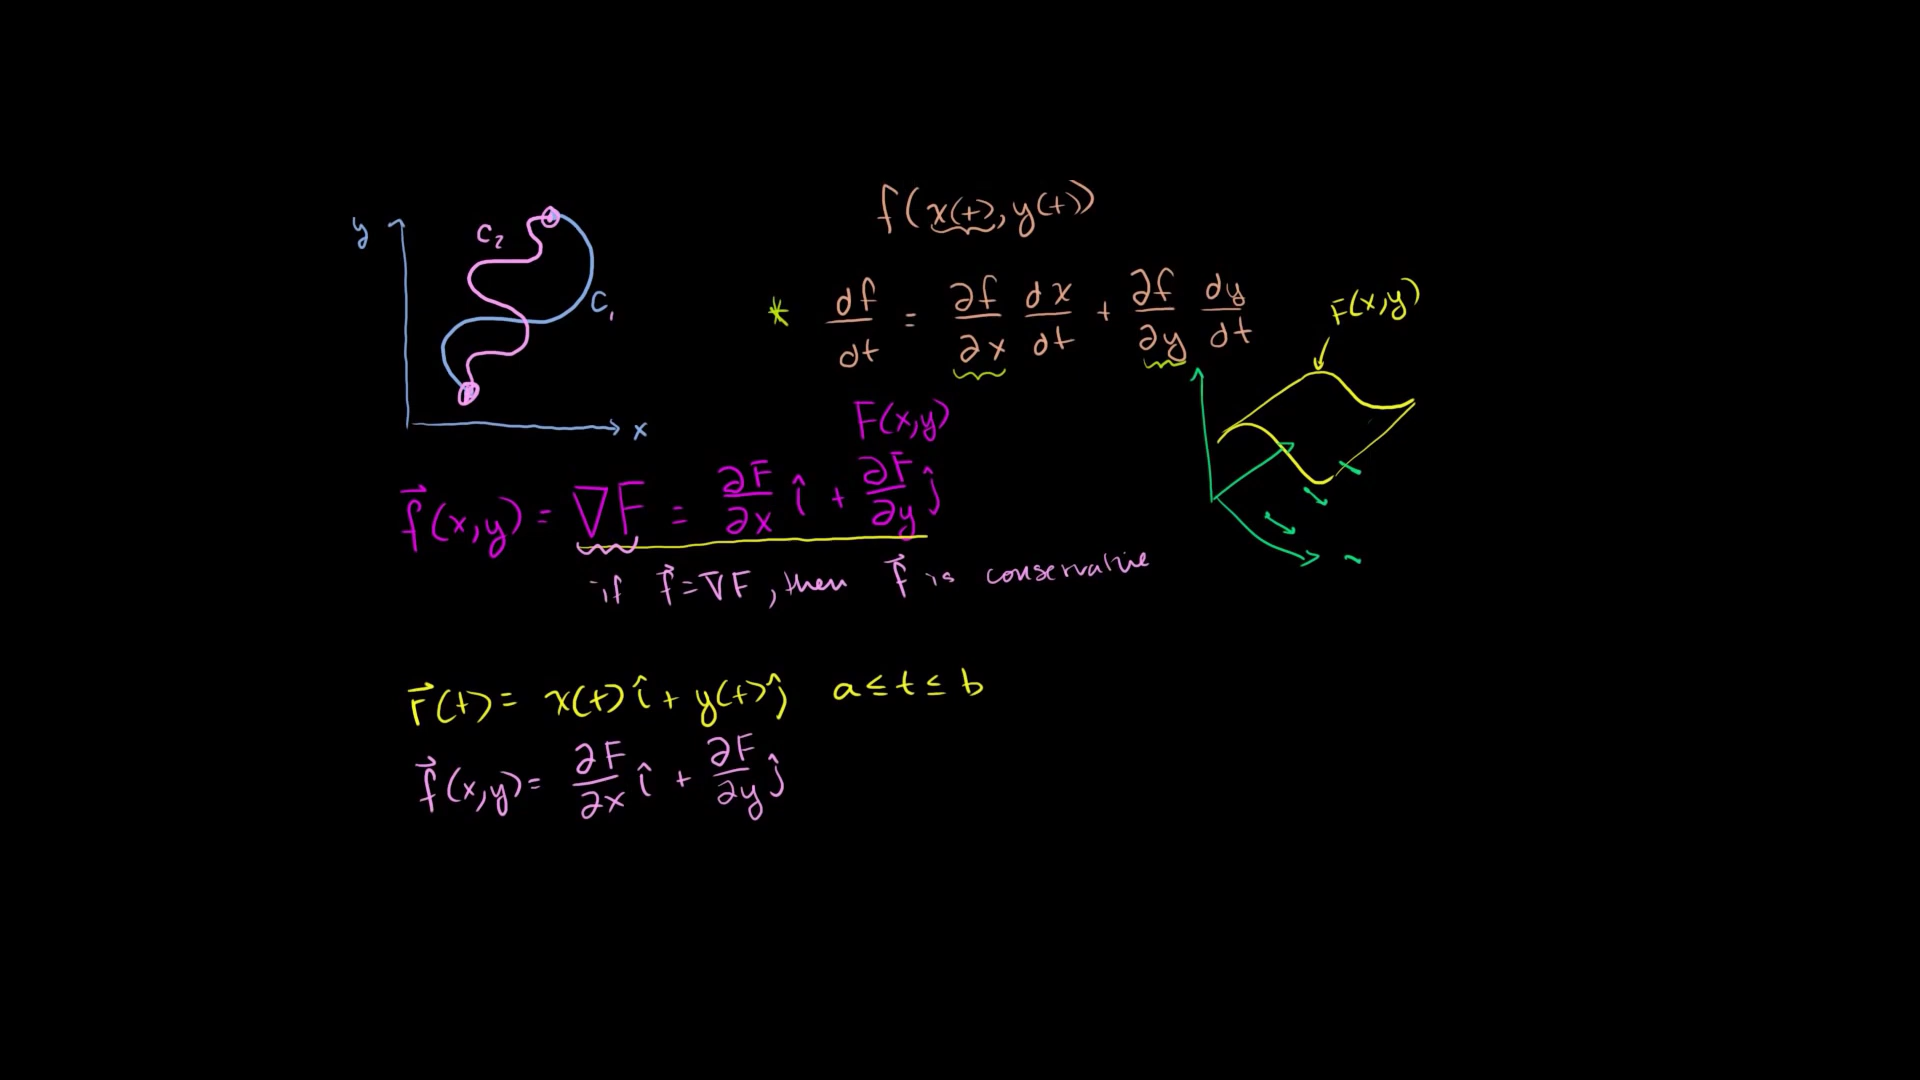 f(x(t), y(t))
y
C₂
C₁
x
* df/dt = ∂f/∂x dx/dt + ∂f/∂y dy/dt
F(x,y)
F(x,y)
f⃗(x,y) = ∇F = ∂F/∂x î + ∂F/∂y ĵ
if f⃗=∇F, then f⃗ is conservative
r⃗(t) = x(t)î + y(t)ĵ a ≤ t ≤ b
f⃗(x,y) = ∂F/∂x î + ∂F/∂y ĵ